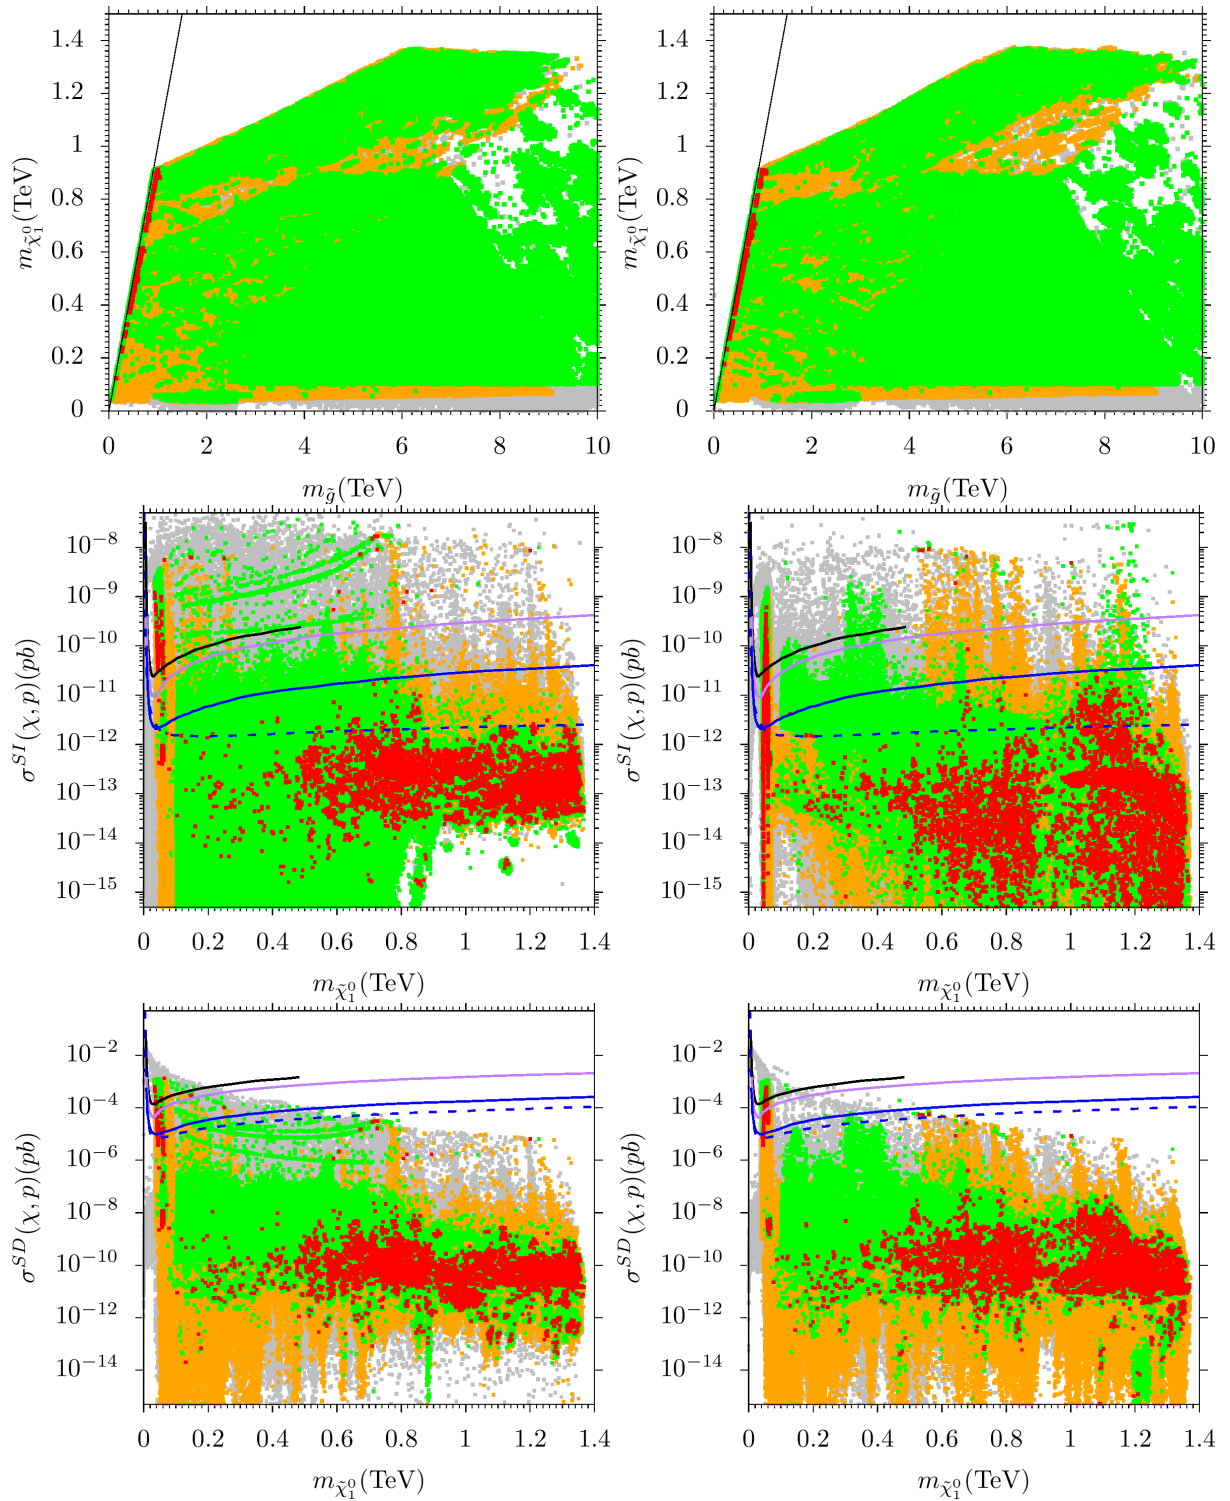 1.4
1.2
1
0.8
0.6
0.4
0.2
0
m_{\tilde{\chi}_1^0}(TeV)
0 2 4 6 8 10
m_{\tilde{g}}(TeV)
1.4
1.2
1
0.8
0.6
0.4
0.2
0
m_{\tilde{\chi}_1^0}(TeV)
0 2 4 6 8 10
m_{\tilde{g}}(TeV)
10^{-8}
10^{-9}
10^{-10}
10^{-11}
10^{-12}
10^{-13}
10^{-14}
10^{-15}
σ^{SI}(χ, p)(pb)
0 0.2 0.4 0.6 0.8 1 1.2 1.4
m_{\tilde{\chi}_1^0}(TeV)
10^{-8}
10^{-9}
10^{-10}
10^{-11}
10^{-12}
10^{-13}
10^{-14}
10^{-15}
σ^{SI}(χ, p)(pb)
0 0.2 0.4 0.6 0.8 1 1.2 1.4
m_{\tilde{\chi}_1^0}(TeV)
10^{-2}
10^{-4}
10^{-6}
10^{-8}
10^{-10}
10^{-12}
10^{-14}
σ^{SD}(χ, p)(pb)
0 0.2 0.4 0.6 0.8 1 1.2 1.4
m_{\tilde{\chi}_1^0}(TeV)
10^{-2}
10^{-4}
10^{-6}
10^{-8}
10^{-10}
10^{-12}
10^{-14}
σ^{SD}(χ, p)(pb)
0 0.2 0.4 0.6 0.8 1 1.2 1.4
m_{\tilde{\chi}_1^0}(TeV)